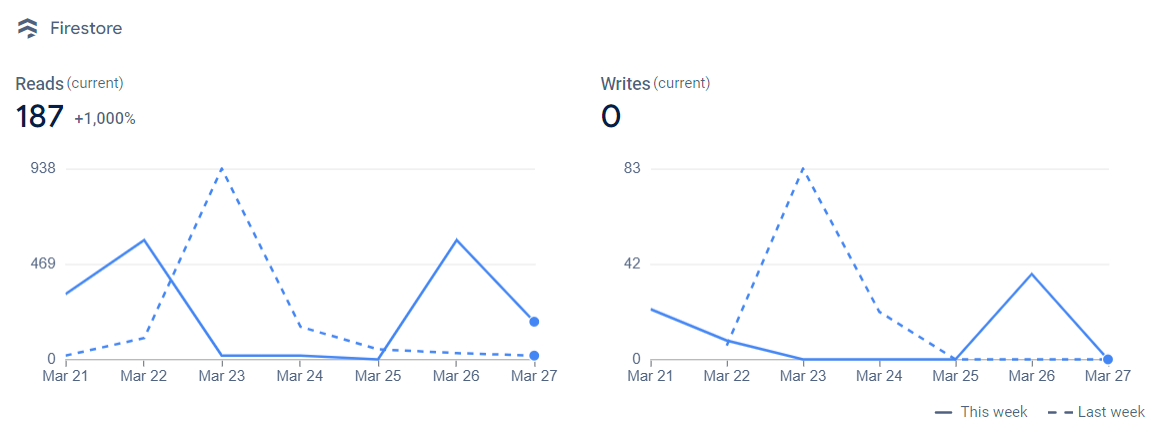 Firestore
Reads (current)
187 +1,000%
938
469
0
Mar 21 Mar 22 Mar 23 Mar 24 Mar 25 Mar 26 Mar 27
Writes (current)
0
83
42
0
Mar 21 Mar 22 Mar 23 Mar 24 Mar 25 Mar 26 Mar 27
This week Last week